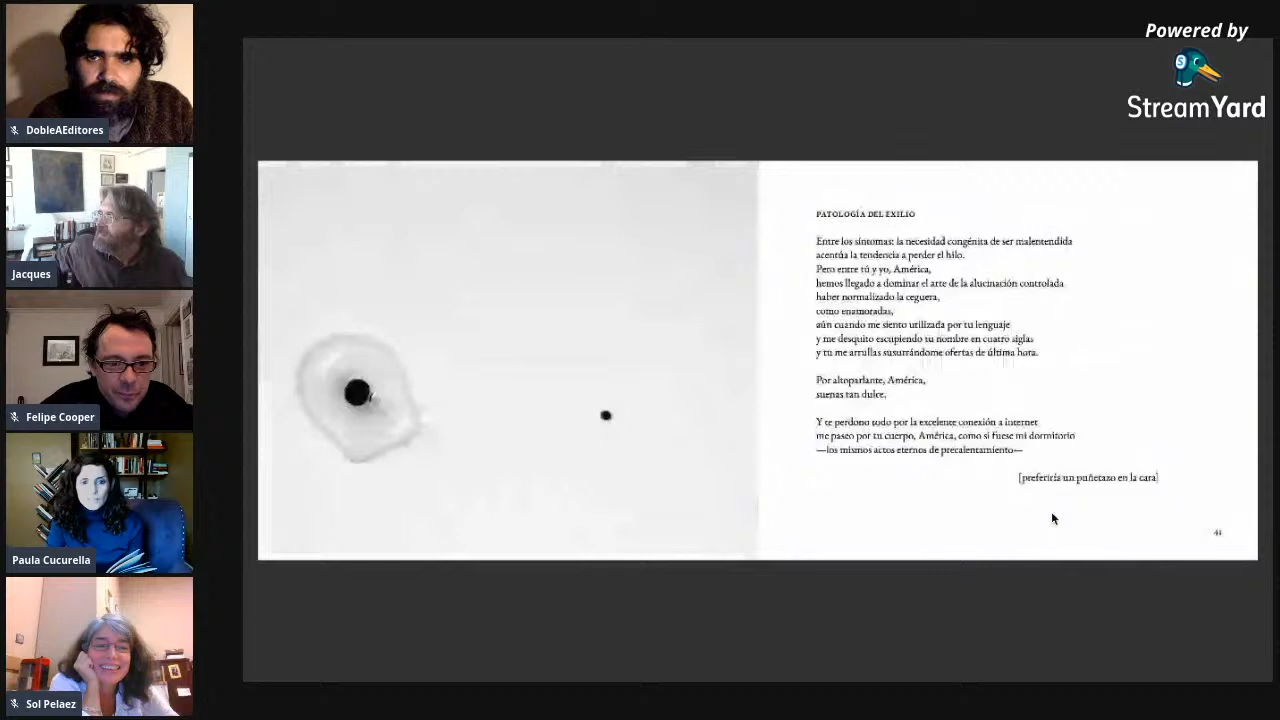 Powered by
StreamYard
DobleAEditores
Jacques
Felipe Cooper
Paula Cucurella
Sol Pelaez
PATOLOGÍA DEL EXILIO
Entre los síntomas: la necesidad congénita de ser malentendida
acentúa la tendencia a perder el hilo.
Pero entre tú y yo, América,
hemos llegado a dominar el arte de la alucinación controlada
haber normalizado la ceguera,
como enamoradas,
aún cuando me siento utilizada por tu lenguaje
y me desquito escupiendo tu nombre en cuatro siglas
y tu me arrullas susurrándome ofertas de última hora.
Por altoparlante, América,
suenas tan dulce.
Y te perdono todo por la excelente conexión a internet
me paseo por tu cuerpo, América, como si fuese mi dormitorio
—los mismos actos eternos de precalentamiento—
[preferiría un puñetazo en la cara]